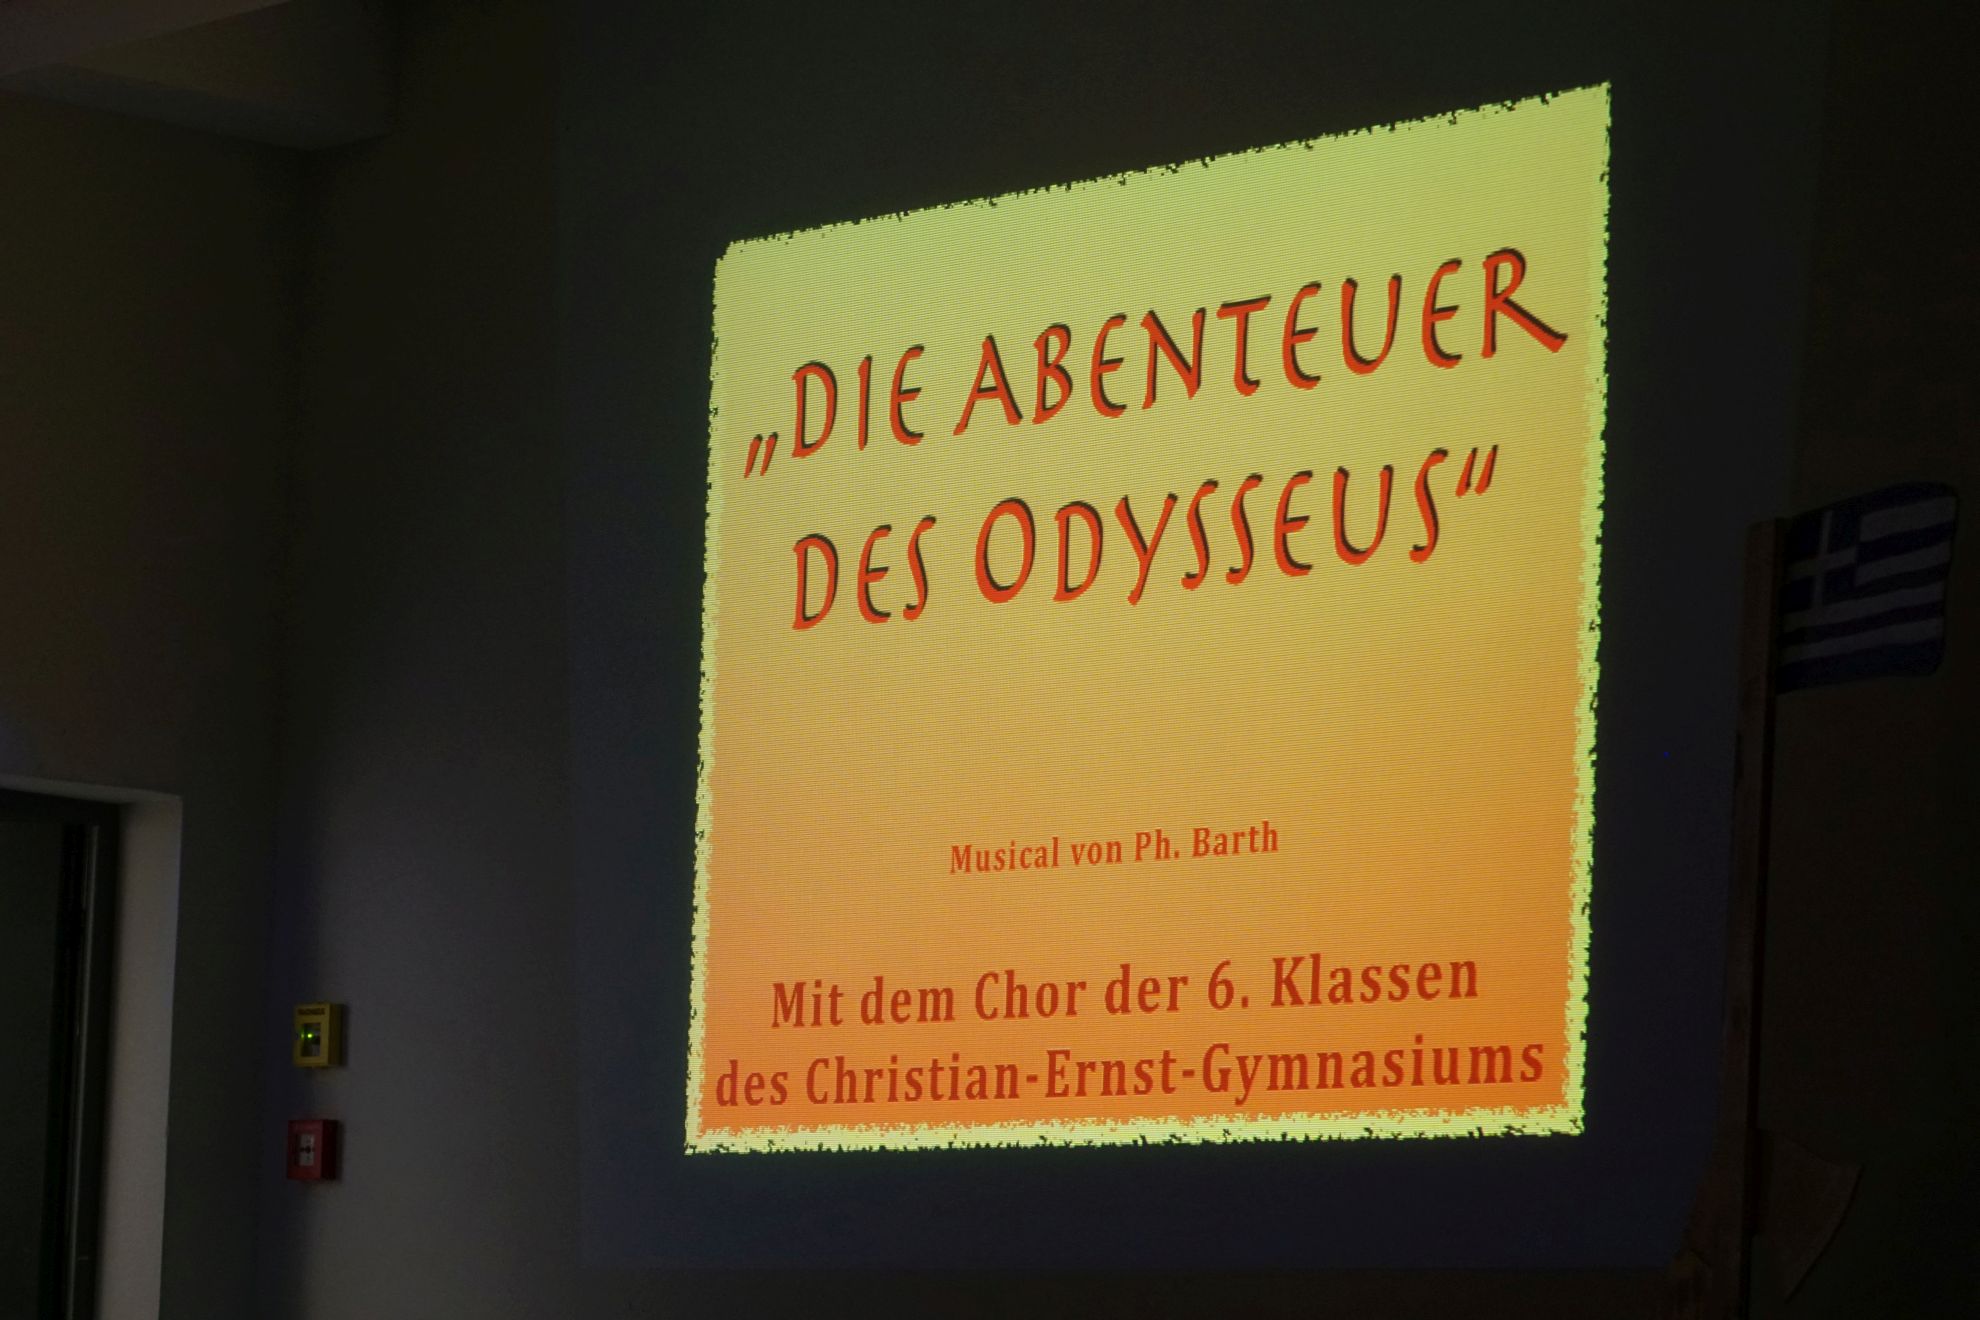 „DIE ABENTEUER
DES ODYSSEUS“
Musical von Ph. Barth
Mit dem Chor der 6. Klassen
des Christian-Ernst-Gymnasiums